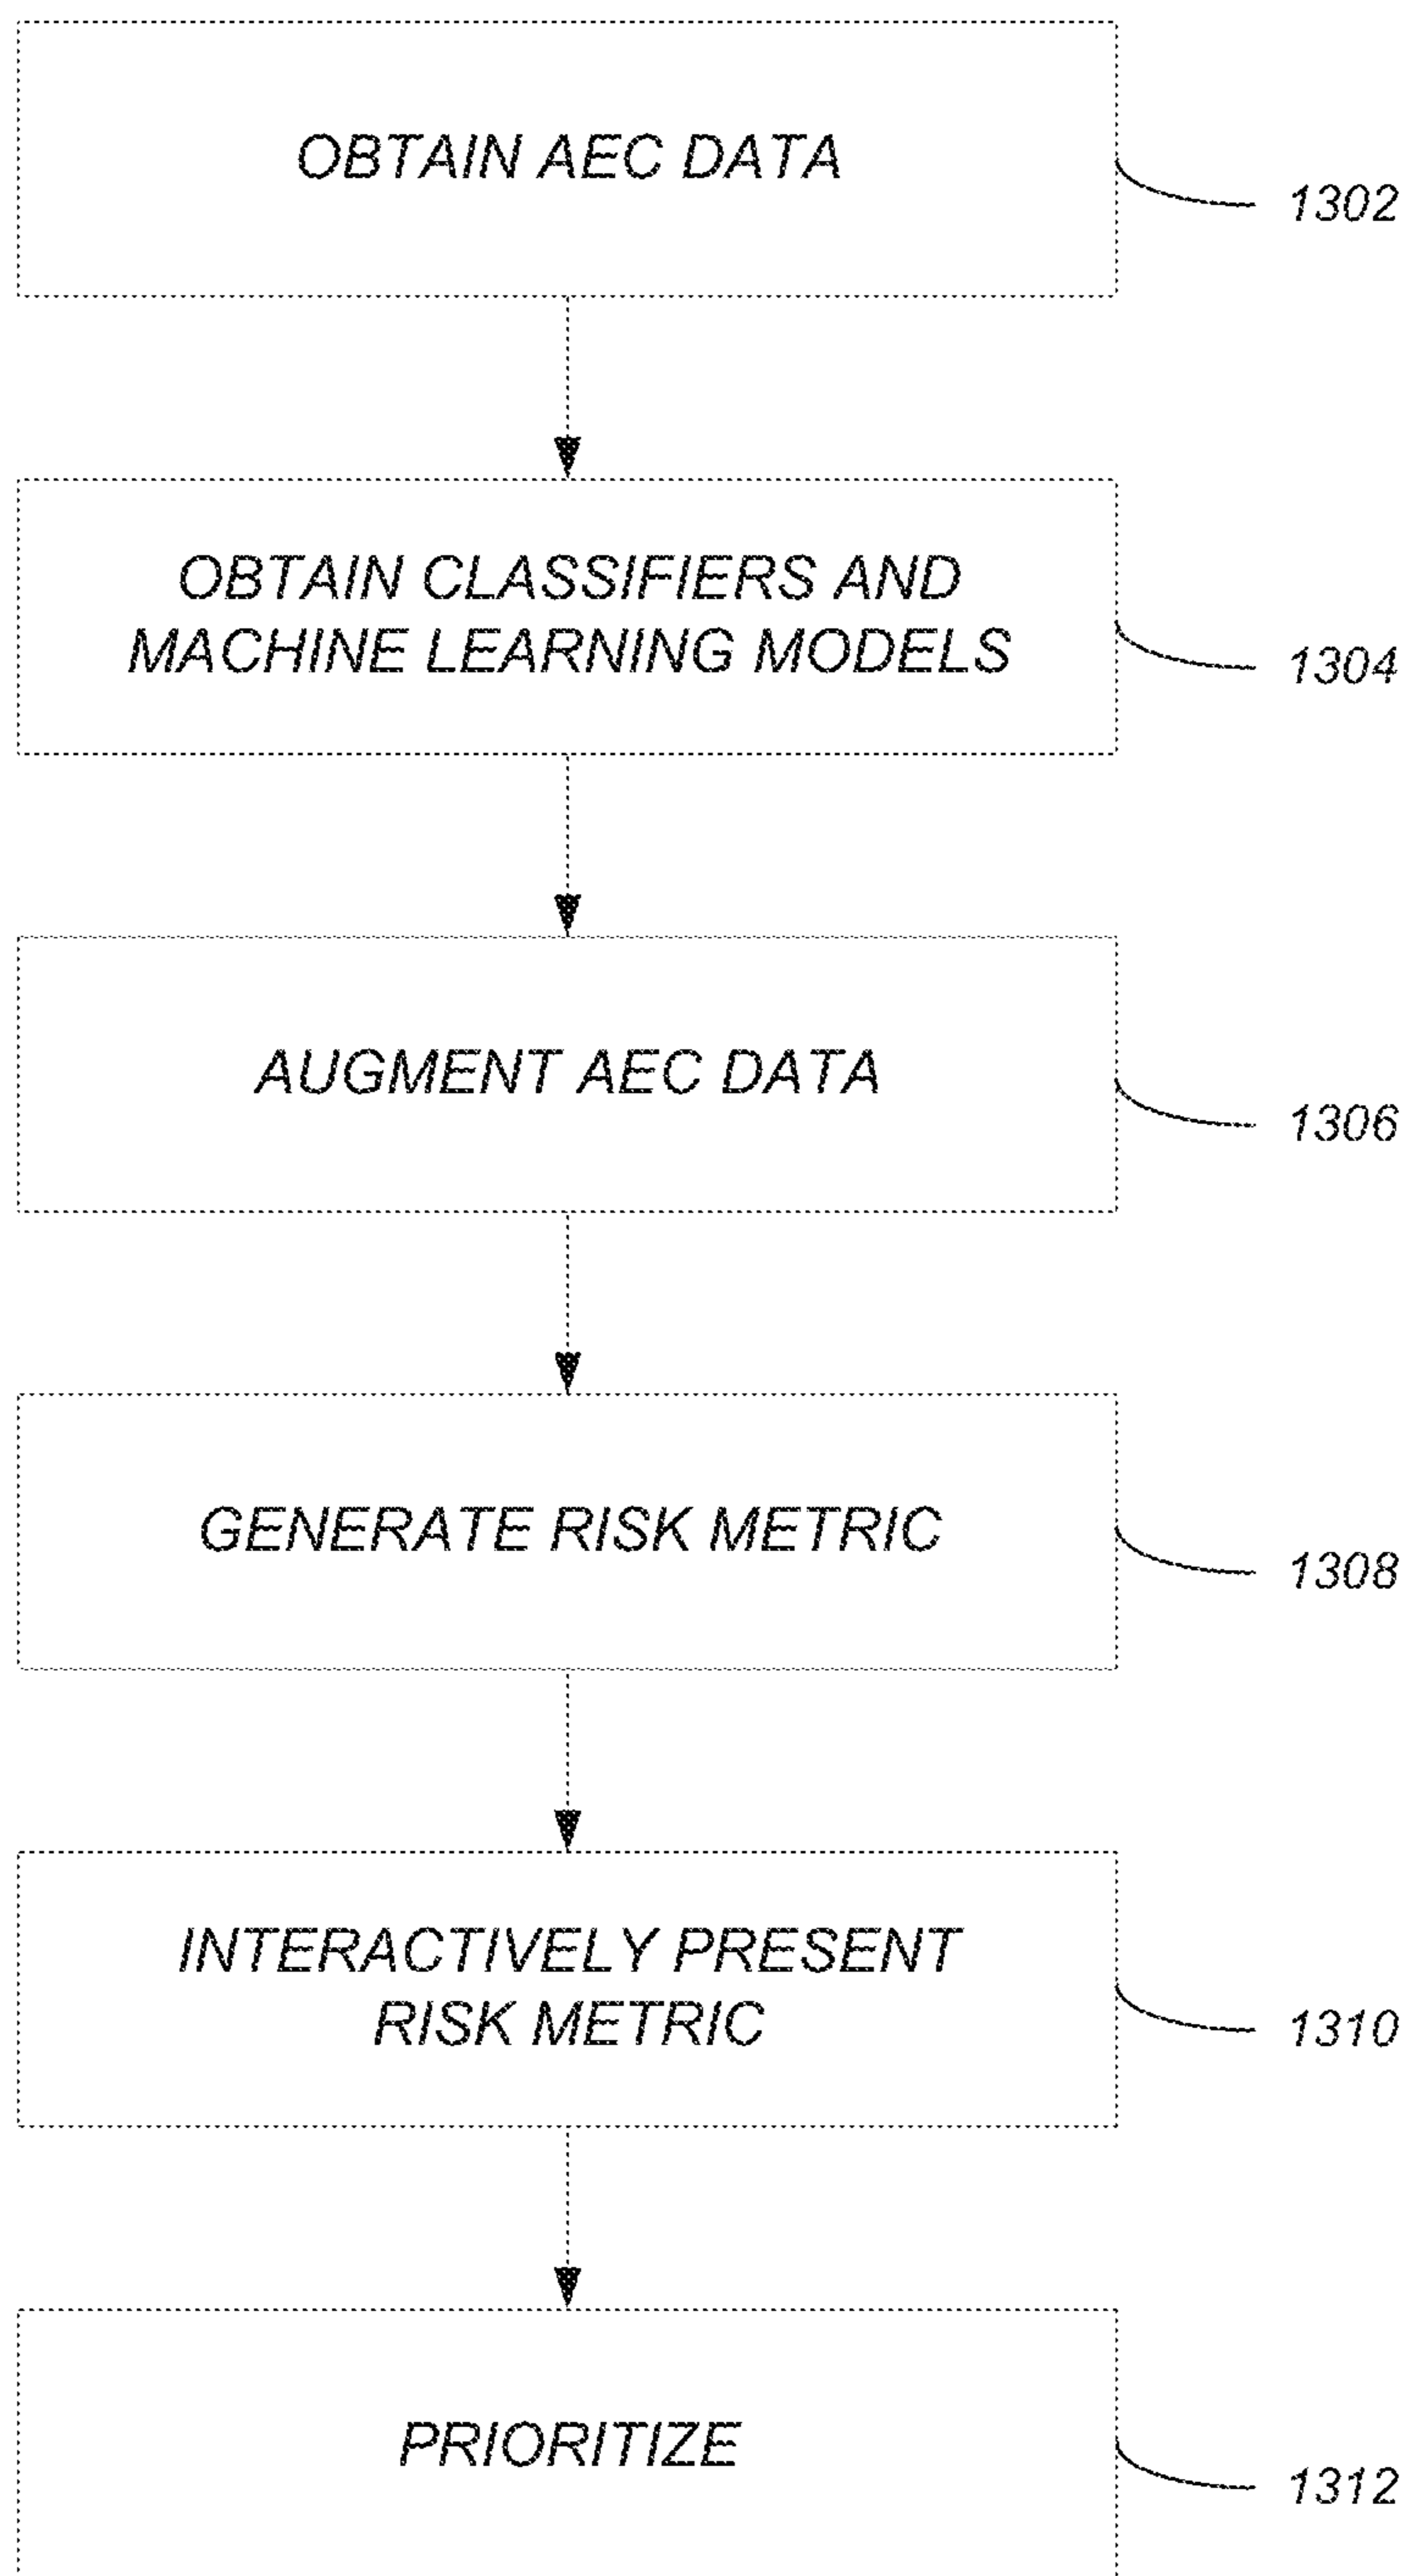 OBTAIN AEC DATA
1302
OBTAIN CLASSIFIERS AND
MACHINE LEARNING MODELS
1304
AUGMENT AEC DATA
1306
GENERATE RISK METRIC
1308
INTERACTIVELY PRESENT
RISK METRIC
1310
PRIORITIZE
1312